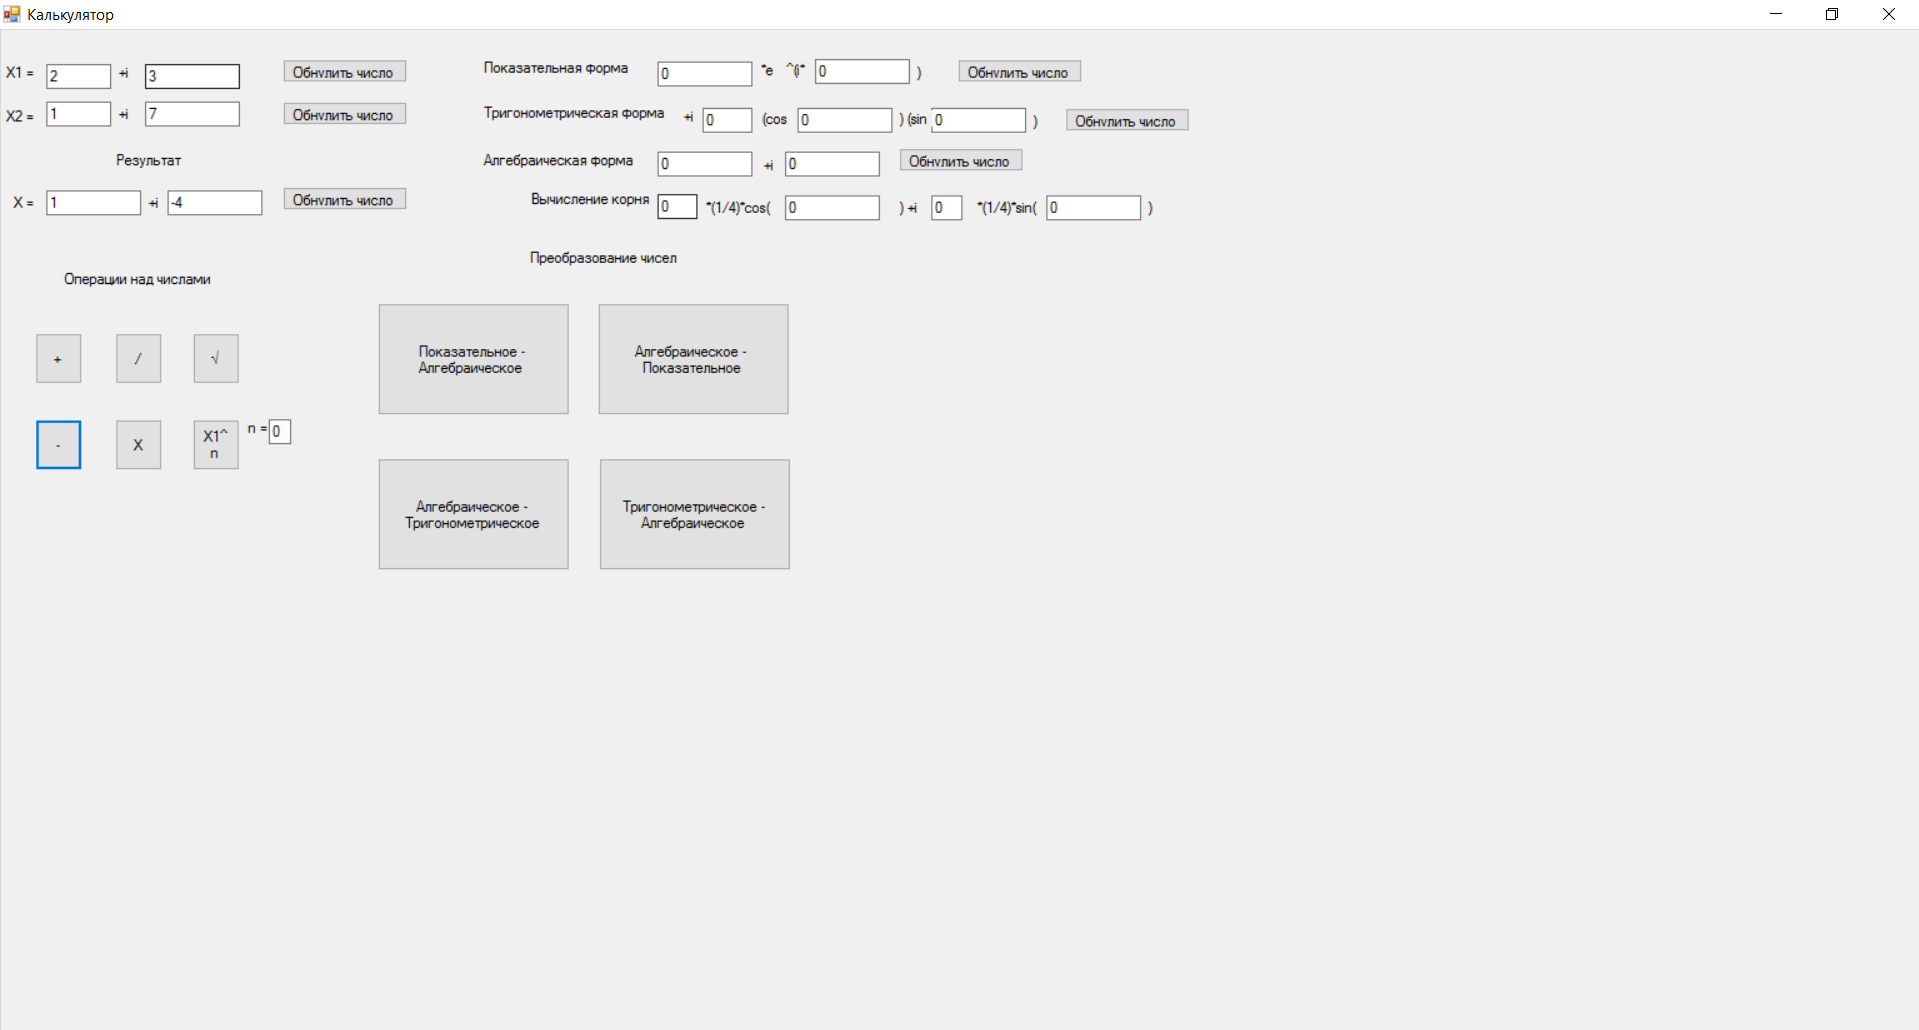 Калькулятор
X1 = 2 +i 3 Обнулить число
X2 = 1 +i 7 Обнулить число
Результат
X = 1 +i -4 Обнулить число
Показательная форма 0 *e ^(i* 0 ) Обнулить число
Тригонометрическая форма +i 0 (cos 0 ) (sin 0 ) Обнулить число
Алгебраическая форма 0 +i 0 Обнулить число
Вычисление корня 0 *(1/4)*cos( 0 ) +i 0 *(1/4)*sin( 0 )
Операции над числами
+ / √
- X X1^
n
n = 0
Преобразование чисел
Показательное -
Алгебраическое
Алгебраическое -
Показательное
Алгебраическое -
Тригонометрическое
Тригонометрическое -
Алгебраическое